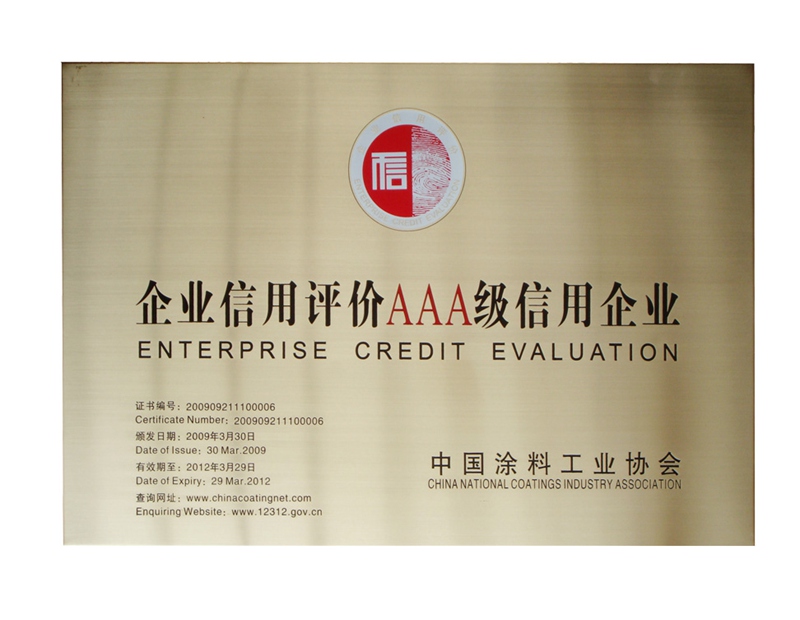 信
企业信用评价AAA级信用企业
ENTERPRISE CREDIT EVALUATION
证书编号：200909211100006
Certificate Number：200909211100006
颁发日期：2009年3月30日
Date of Issue：30 Mar.2009
有效期至：2012年3月29日
Date of Expiry：29 Mar.2012
查询网址：www.chinacoatingnet.com
Enquiring Website：www.12312.gov.cn
中国涂料工业协会
CHINA NATIONAL COATINGS INDUSTRY ASSOCIATION